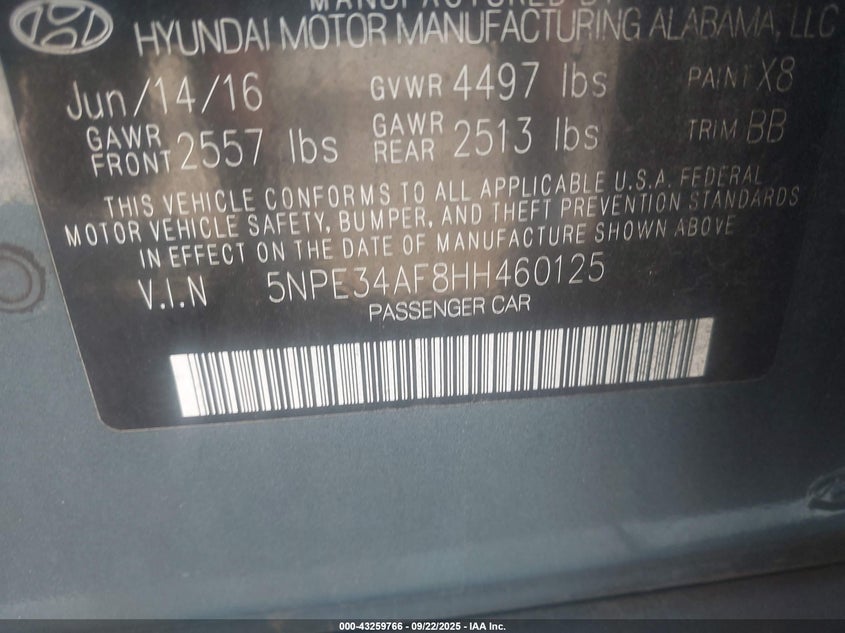 MANUFACTURED BY
HYUNDAI MOTOR MANUFACTURING ALABAMA, LLC
Jun/14/16 GVWR 4497 lbs PAINT X8
GAWR FRONT 2557 lbs GAWR REAR 2513 lbs TRIM BB
THIS VEHICLE CONFORMS TO ALL APPLICABLE U.S.A. FEDERAL
MOTOR VEHICLE SAFETY, BUMPER, AND THEFT PREVENTION STANDARDS
IN EFFECT ON THE DATE OF MANUFACTURE SHOWN ABOVE
V.I.N 5NPE34AF8HH460125
PASSENGER CAR
000-43259766 - 09/22/2025 - IAA Inc.